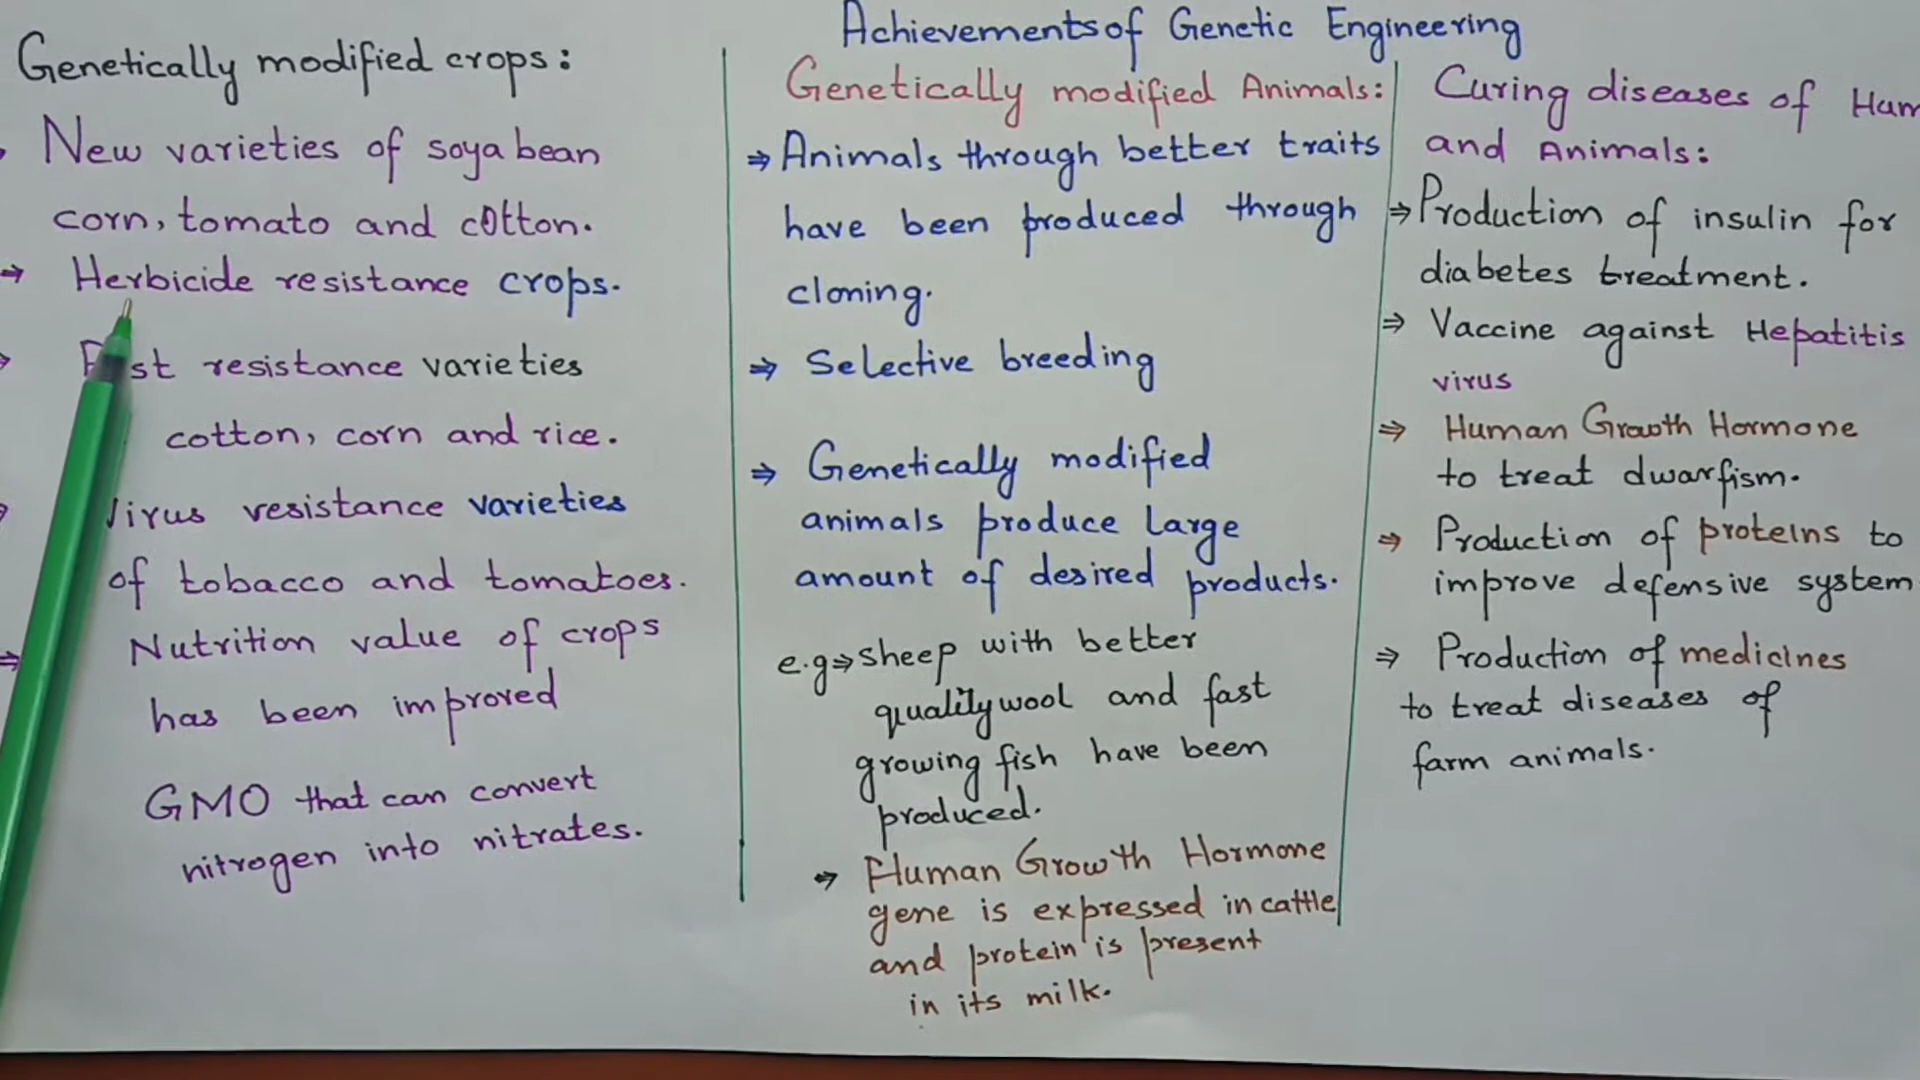 Achievements of Genetic Engineering
Genetically modified crops:
New varieties of soya bean
corn, tomato and cotton.
⇒ Herbicide resistance crops.
resistance varieties
cotton, corn and rice.
Virus resistance varieties
of tobacco and tomatoes.
⇒ Nutrition value of crops
has been improved
GMO that can convert
nitrogen into nitrates.
Genetically modified Animals:
⇒ Animals through better traits
have been produced through
cloning.
⇒ Selective breeding
⇒ Genetically modified
animals produce large
amount of desired products.
e.g⇒ sheep with better
quality wool and fast
growing fish have been
produced.
⇒ Human Growth Hormone
gene is expressed in cattle
and protein is present
in its milk.
Curing diseases of Hum
and Animals:
⇒ Production of insulin for
diabetes treatment.
⇒ Vaccine against Hepatitis
virus
⇒ Human Growth Hormone
to treat dwarfism.
⇒ Production of proteins to
improve defensive system
⇒ Production of medicines
to treat diseases of
farm animals.